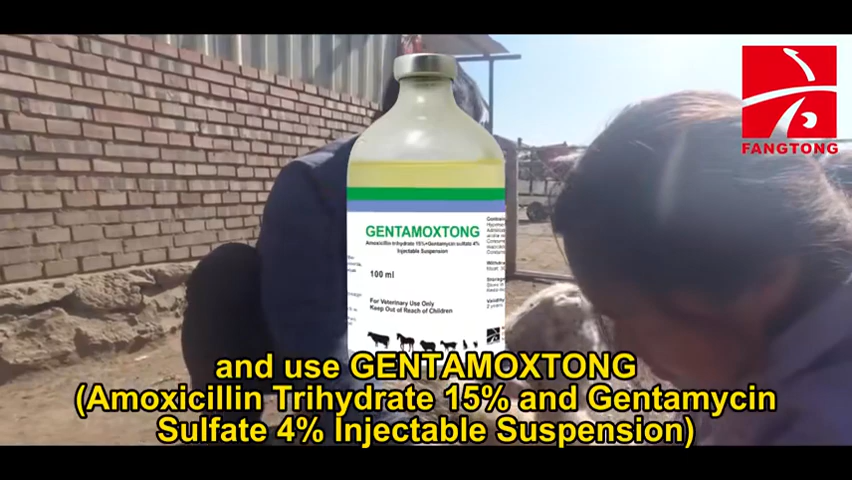 FANGTONG
GENTAMOXTONG
Amoxicillin trihydrate 15%+Gentamycin sulfate 4%
Injectable Suspension
100 ml
For Veterinary Use Only
Keep Out of Reach of Children
and use GENTAMOXTONG
(Amoxicillin Trihydrate 15% and Gentamycin
Sulfate 4% Injectable Suspension)